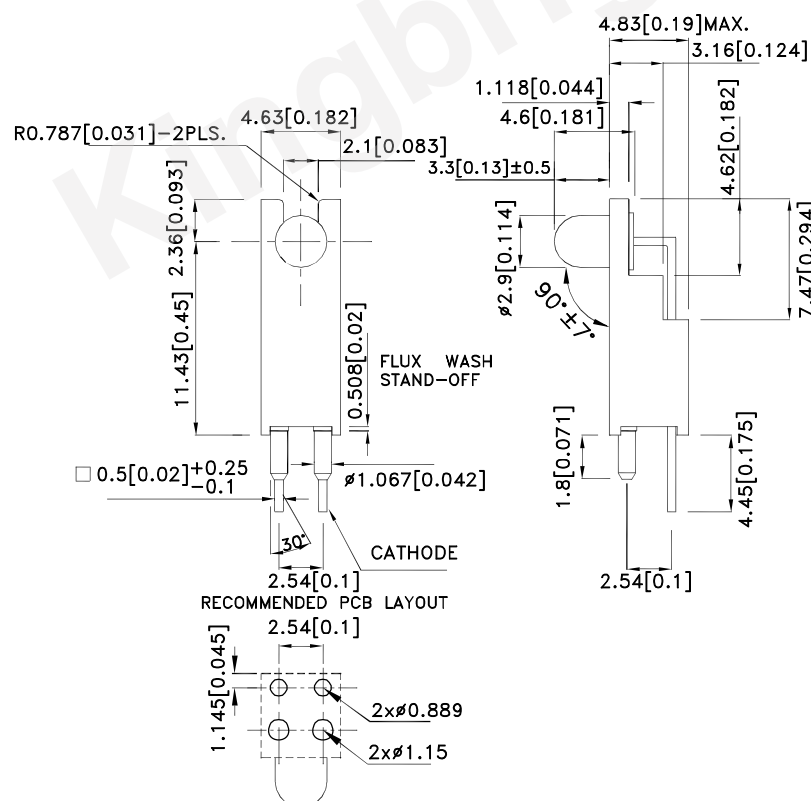 4.83[0.19]MAX.
3.16[0.124]
1.118[0.044]
4.6[0.181]
3.3[0.13]±0.5
4.62[0.182]
7.47[0.294]
ø2.9[0.114]
90°±7°
1.8[0.071]
4.45[0.175]
2.54[0.1]
4.63[0.182]
R0.787[0.031]-2PLS.
2.1[0.083]
2.36[0.093]
11.43[0.45]
0.508[0.02]
FLUX WASH
STAND-OFF
□ 0.5[0.02]+0.25
-0.1
ø1.067[0.042]
30°
CATHODE
2.54[0.1]
RECOMMENDED PCB LAYOUT
2.54[0.1]
1.145[0.045]
2xø0.889
2xø1.15